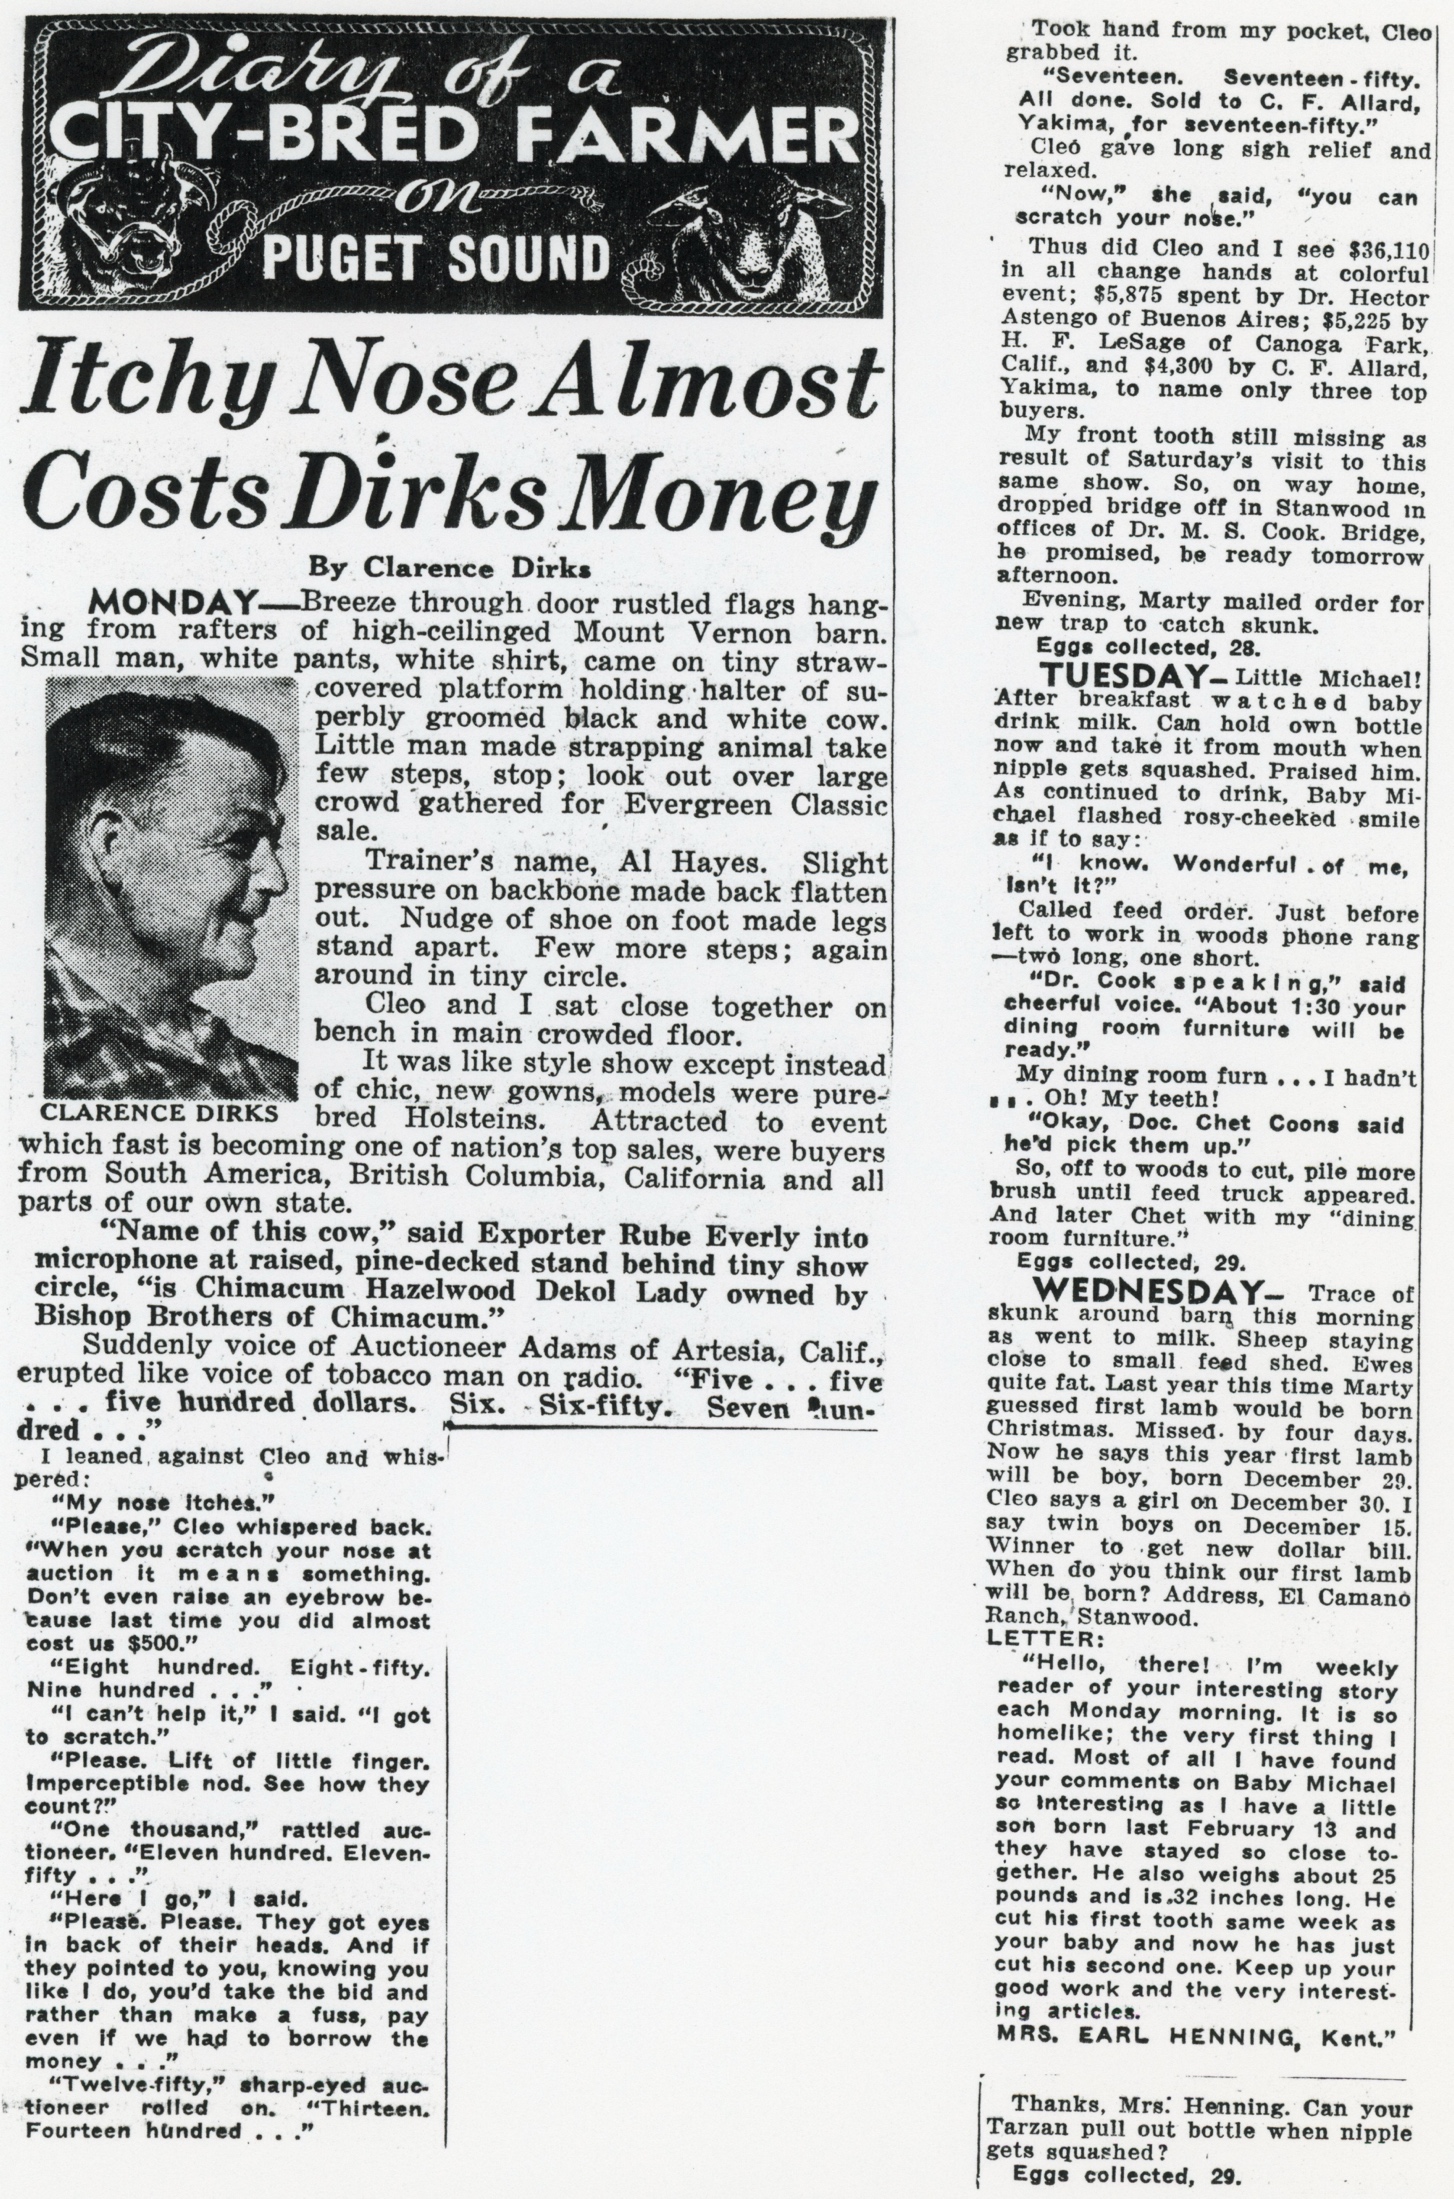 Diary of a
CITY-BRED FARMER
on
PUGET SOUND
Itchy Nose Almost
Costs Dirks Money
By Clarence Dirks
MONDAY—Breeze through door rustled flags hang-
ing from rafters of high-ceilinged Mount Vernon barn.
Small man, white pants, white shirt, came on tiny straw-
covered platform holding halter of su-
perbly groomed black and white cow.
Little man made strapping animal take
few steps, stop; look out over large
crowd gathered for Evergreen Classic
sale.
Trainer's name, Al Hayes. Slight
pressure on backbone made back flatten
out. Nudge of shoe on foot made legs
stand apart. Few more steps; again
around in tiny circle.
Cleo and I sat close together on
bench in main crowded floor.
It was like style show except instead
of chic, new gowns, models were pure-
bred Holsteins. Attracted to event
CLARENCE DIRKS
which fast is becoming one of nation's top sales, were buyers
from South America, British Columbia, California and all
parts of our own state.
"Name of this cow," said Exporter Rube Everly into
microphone at raised, pine-decked stand behind tiny show
circle, "is Chimacum Hazelwood Dekol Lady owned by
Bishop Brothers of Chimacum."
Suddenly voice of Auctioneer Adams of Artesia, Calif.,
erupted like voice of tobacco man on radio. "Five . . . five
. . . five hundred dollars. Six. Six-fifty. Seven hun-
dred . . ."
I leaned against Cleo and whis-
pered:
"My nose itches."
"Please," Cleo whispered back.
"When you scratch your nose at
auction it means something.
Don't even raise an eyebrow be-
cause last time you did almost
cost us $500."
"Eight hundred. Eight-fifty.
Nine hundred . . ."
"I can't help it," I said. "I got
to scratch."
"Please. Lift of little finger.
Imperceptible nod. See how they
count?"
"One thousand," rattled auc-
tioneer. "Eleven hundred. Eleven-
fifty . . ."
"Here I go," I said.
"Please. Please. They got eyes
in back of their heads. And if
they pointed to you, knowing you
like I do, you'd take the bid and
rather than make a fuss, pay
even if we had to borrow the
money . . ."
"Twelve-fifty," sharp-eyed auc-
tioneer rolled on. "Thirteen.
Fourteen hundred . . ."
Took hand from my pocket, Cleo
grabbed it.
"Seventeen. Seventeen-fifty.
All done. Sold to C. F. Allard,
Yakima, for seventeen-fifty."
Cleo gave long sigh relief and
relaxed.
"Now," she said, "you can
scratch your nose."
Thus did Cleo and I see $36,110
in all change hands at colorful
event; $5,875 spent by Dr. Hector
Astengo of Buenos Aires; $5,225 by
H. F. LeSage of Canoga Park,
Calif., and $4,300 by C. F. Allard,
Yakima, to name only three top
buyers.
My front tooth still missing as
result of Saturday's visit to this
same show. So, on way home,
dropped bridge off in Stanwood in
offices of Dr. M. S. Cook. Bridge,
he promised, be ready tomorrow
afternoon.
Evening, Marty mailed order for
new trap to catch skunk.
Eggs collected, 28.
TUESDAY—Little Michael!
After breakfast watched baby
drink milk. Can hold own bottle
now and take it from mouth when
nipple gets squashed. Praised him.
As continued to drink, Baby Mi-
chael flashed rosy-cheeked smile
as if to say:
"I know. Wonderful of me,
isn't it?"
Called feed order. Just before
left to work in woods phone rang
—two long, one short.
"Dr. Cook speaking," said
cheerful voice. "About 1:30 your
dining room furniture will be
ready."
My dining room furn . . . I hadn't
. . . Oh! My teeth!
"Okay, Doc. Chet Coons said
he'd pick them up."
So, off to woods to cut, pile more
brush until feed truck appeared.
And later Chet with my "dining
room furniture."
Eggs collected, 29.
WEDNESDAY— Trace of
skunk around barn this morning
as went to milk. Sheep staying
close to small feed shed. Ewes
quite fat. Last year this time Marty
guessed first lamb would be born
Christmas. Missed by four days.
Now he says this year first lamb
will be boy, born December 29.
Cleo says a girl on December 30. I
say twin boys on December 15.
Winner to get new dollar bill.
When do you think our first lamb
will be born? Address, El Camano
Ranch, Stanwood.
LETTER:
"Hello, there! I'm weekly
reader of your interesting story
each Monday morning. It is so
homelike; the very first thing I
read. Most of all I have found
your comments on Baby Michael
so interesting as I have a little
son born last February 13 and
they have stayed so close to-
gether. He also weighs about 25
pounds and is 32 inches long. He
cut his first tooth same week as
your baby and now he has just
cut his second one. Keep up your
good work and the very interest-
ing articles.
MRS. EARL HENNING, Kent."
Thanks, Mrs. Henning. Can your
Tarzan pull out bottle when nipple
gets squashed?
Eggs collected, 29.